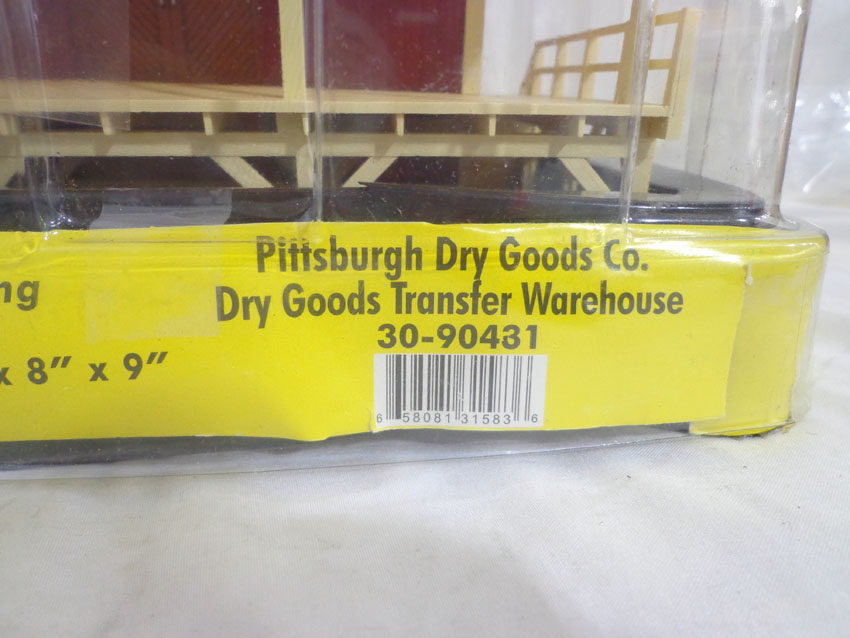 Pittsburgh Dry Goods Co.
ng
Dry Goods Transfer Warehouse
30-90431
x 8" x 9"
6 58081 31583 6